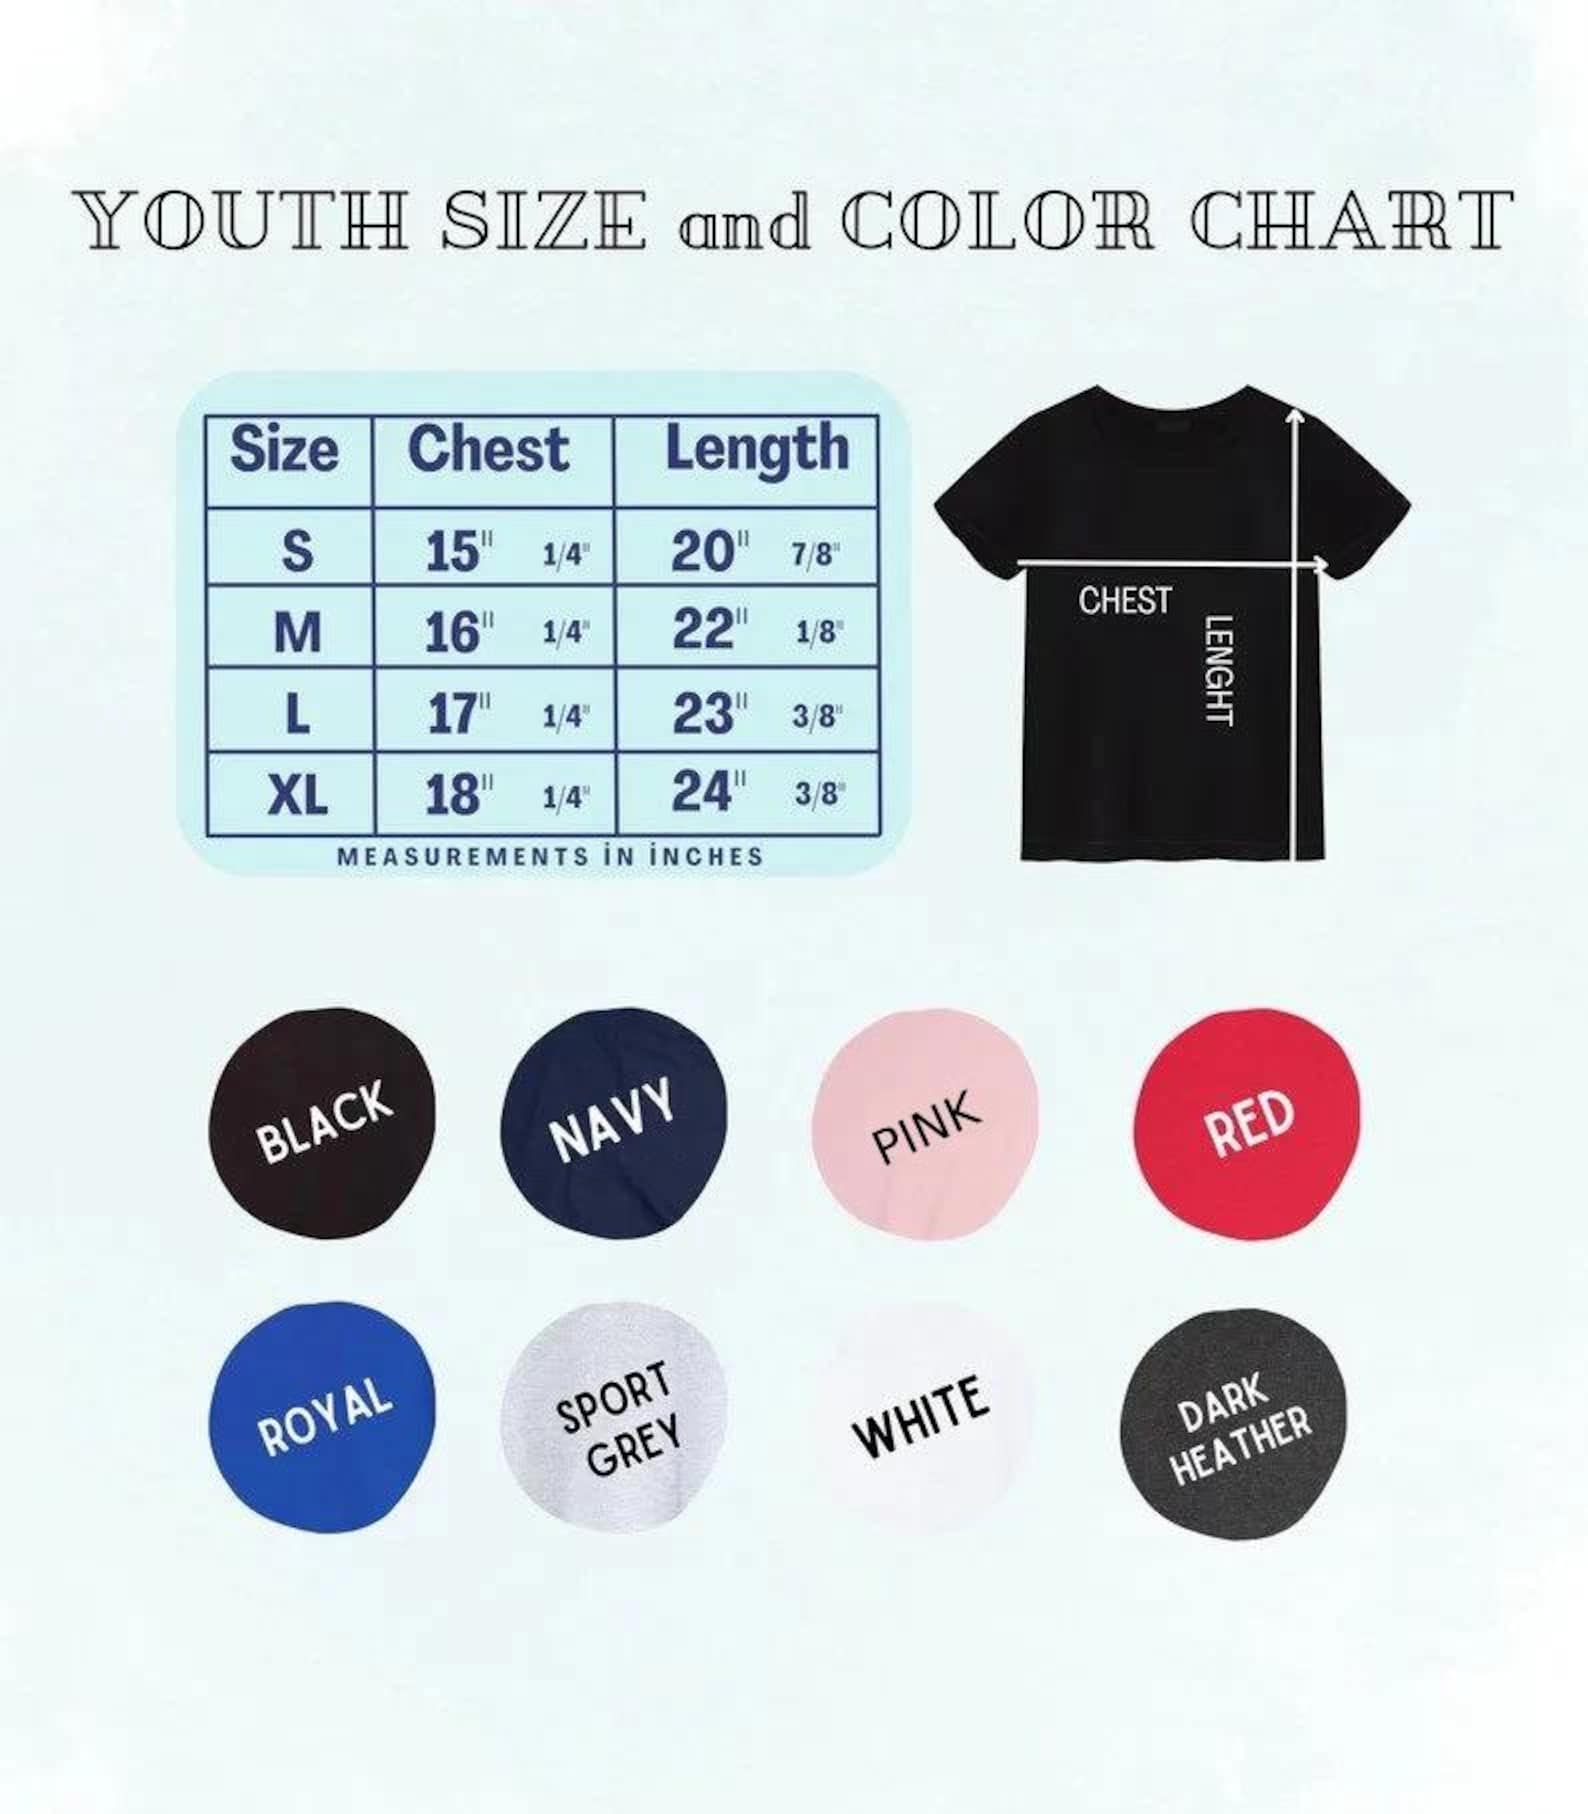 YOUTH SIZE and COLOR CHART
Size Chest Length
S 15" 1/4" 20" 7/8"
M 16" 1/4" 22" 1/8"
L 17" 1/4" 23" 3/8"
XL 18" 1/4" 24" 3/8"
MEASUREMENTS İN İNCHES
CHEST
LENGHT
BLACK
NAVY
PINK
RED
ROYAL
SPORT
GREY
WHITE
DARK
HEATHER